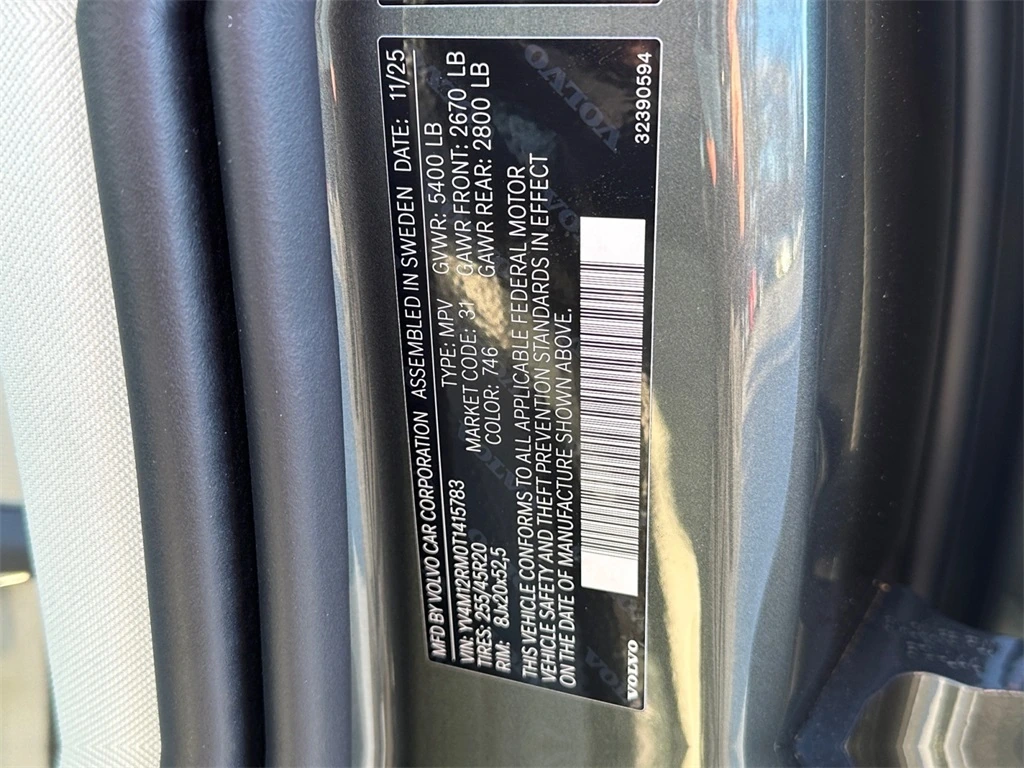 MFD BY VOLVO CAR CORPORATION ASSEMBLED IN SWEDEN DATE: 11/25
VIN: YV4M12RM0T1415783 TYPE: MPV GVWR: 5400 LB
TIRES: 255/45R20 MARKET CODE: 31 GAWR FRONT: 2670 LB
RIM: 8Jx20x52,5 COLOR: 746 GAWR REAR: 2800 LB
THIS VEHICLE CONFORMS TO ALL APPLICABLE FEDERAL MOTOR
VEHICLE SAFETY AND THEFT PREVENTION STANDARDS IN EFFECT
ON THE DATE OF MANUFACTURE SHOWN ABOVE.
VOLVO 32390594